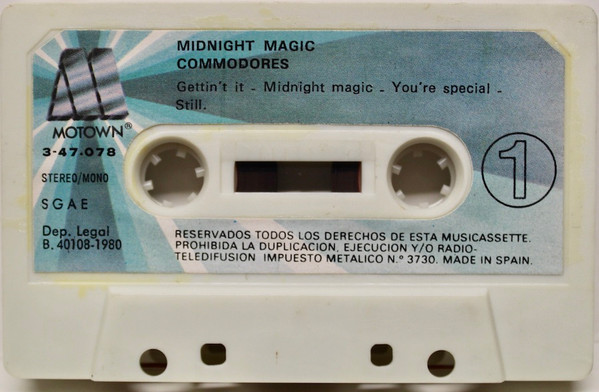 MIDNIGHT MAGIC
COMMODORES
Gettin't it - Midnight magic - You're special -
Still.
MOTOWN®
3-47.078
STEREO/MONO
SGAE
Dep. Legal
B. 40108-1980
1
RESERVADOS TODOS LOS DERECHOS DE ESTA MUSICASSETTE.
PROHIBIDA LA DUPLICACION, EJECUCION Y/O RADIO-
TELEDIFUSION IMPUESTO METALICO N.º 3730. MADE IN SPAIN.